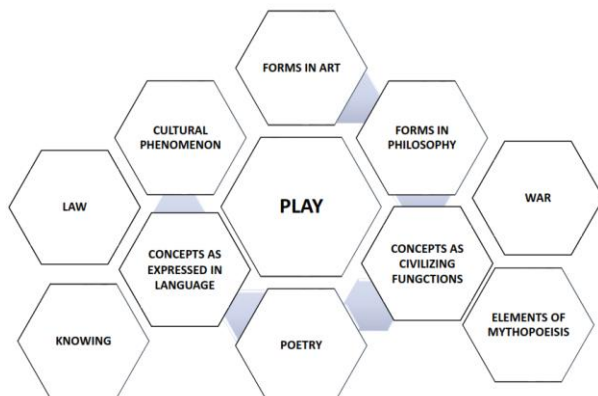 FORMS IN ART
CULTURAL
PHENOMENON
FORMS IN
PHILOSOPHY
LAW
PLAY
WAR
CONCEPTS AS
EXPRESSED IN
LANGUAGE
CONCEPTS AS
CIVILIZING
FUNGCTIONS
KNOWING
POETRY
ELEMENTS OF
MYTHOPOEISIS